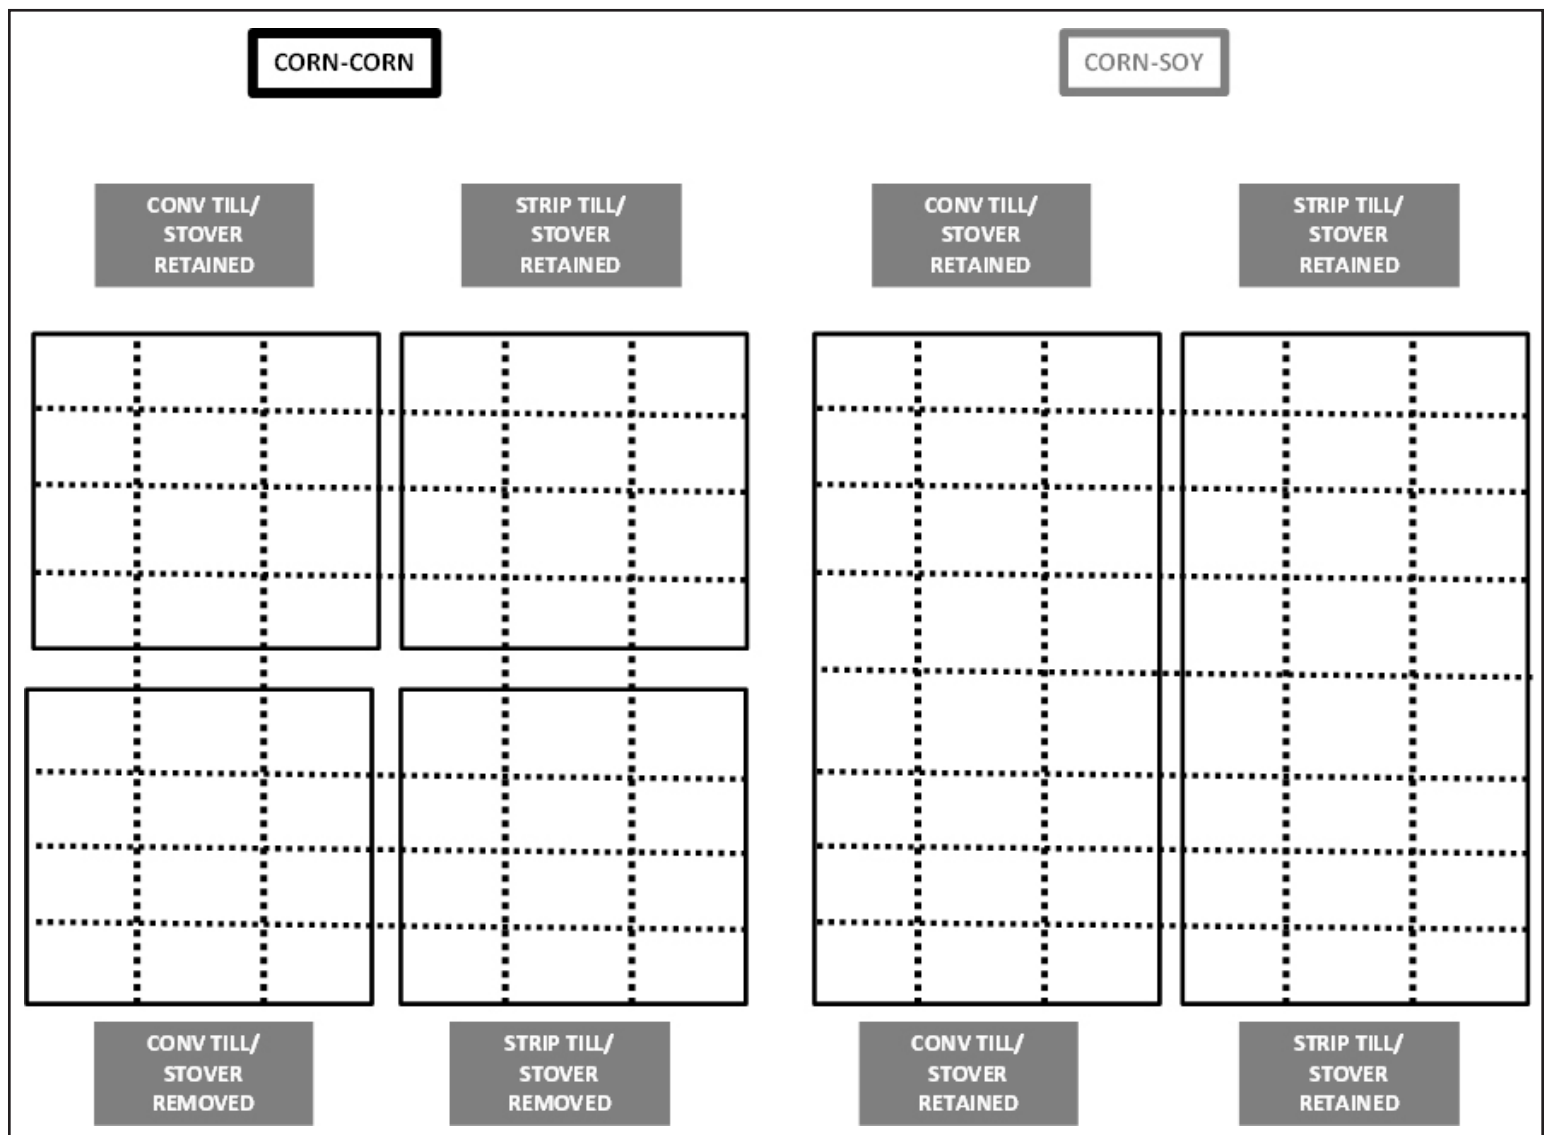 CORN-CORN
CORN-SOY
CONV TILL/
STOVER
RETAINED
STRIP TILL/
STOVER
RETAINED
CONV TILL/
STOVER
RETAINED
STRIP TILL/
STOVER
RETAINED
CONV TILL/
STOVER
REMOVED
STRIP TILL/
STOVER
REMOVED
CONV TILL/
STOVER
RETAINED
STRIP TILL/
STOVER
RETAINED